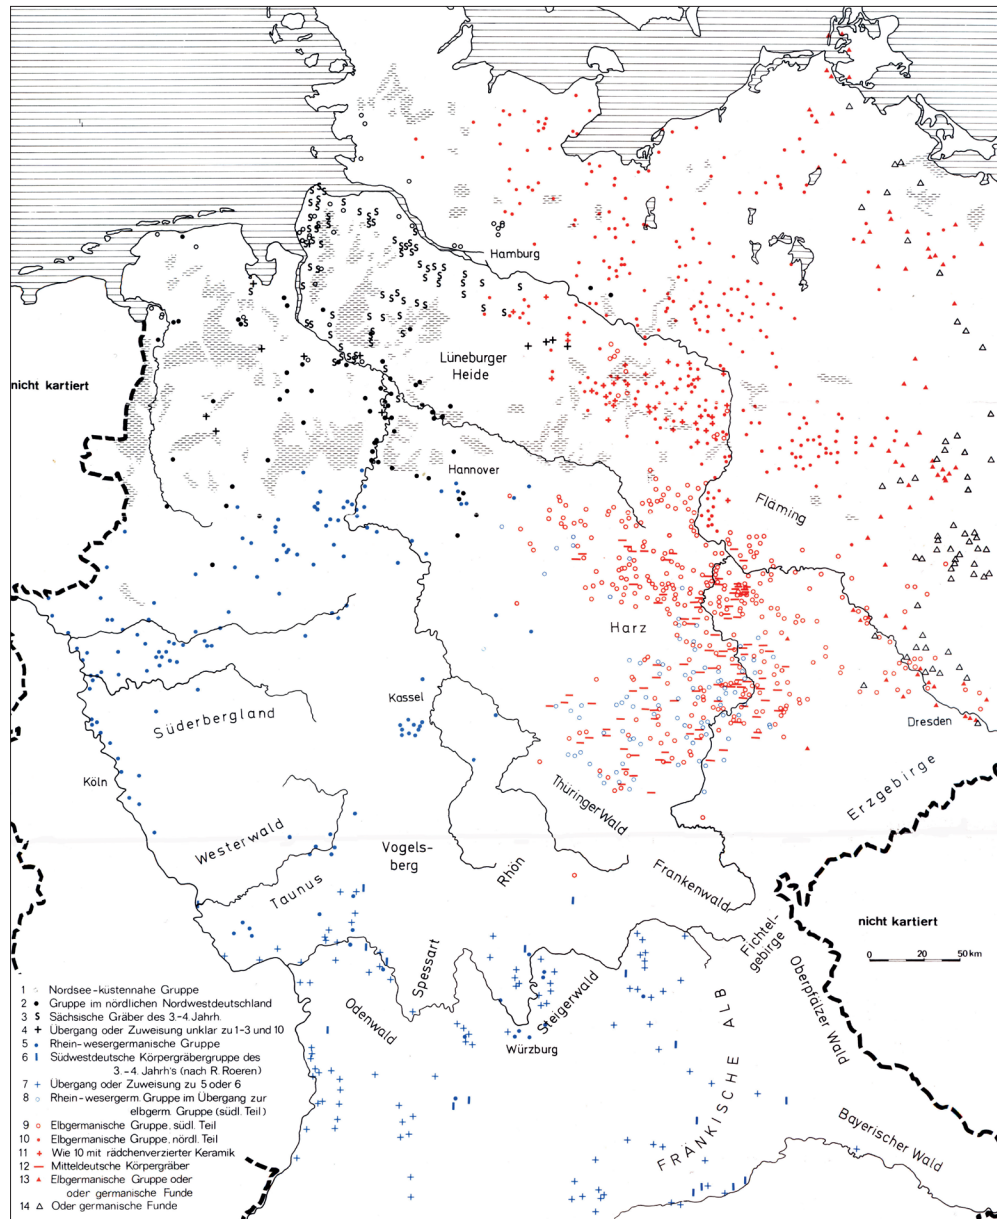 Hamburg
Lüneburger
Heide
nicht kartiert
Hannover
Fläming
Harz
Kassel
Süderbergland
Dresden
Köln
Erzgebirge
Thüringer Wald
Westerwald
Vogels-
berg
Rhön
Frankenwald
Taunus
nicht kartiert
Fichtel-
gebirge
0 20 50 km
Spessart
Oberpfälzer Wald
Odenwald
Steigerwald
Würzburg
FRÄNKISCHE ALB
Bayerischer Wald
1 Nordsee-küstennahe Gruppe
2 Gruppe im nördlichen Nordwestdeutschland
3 S Sächsische Gräber des 3.-4. Jahrh.
4 + Übergang oder Zuweisung unklar zu 1-3 und 10
5 Rhein-wesergermanische Gruppe
6 Südwestdeutsche Körpergräbergruppe des
3.-4. Jahrh's (nach R. Roeren)
7 + Übergang oder Zuweisung zu 5 oder 6
8 Rhein-wesergerm. Gruppe im Übergang zur
elbgerm. Gruppe (südl. Teil)
9 Elbgermanische Gruppe, südl. Teil
10 Elbgermanische Gruppe, nördl. Teil
11 + Wie 10 mit rädchenverzierter Keramik
12 Mitteldeutsche Körpergräber
13 Elbgermanische Gruppe oder
oder germanische Funde
14 Oder germanische Funde